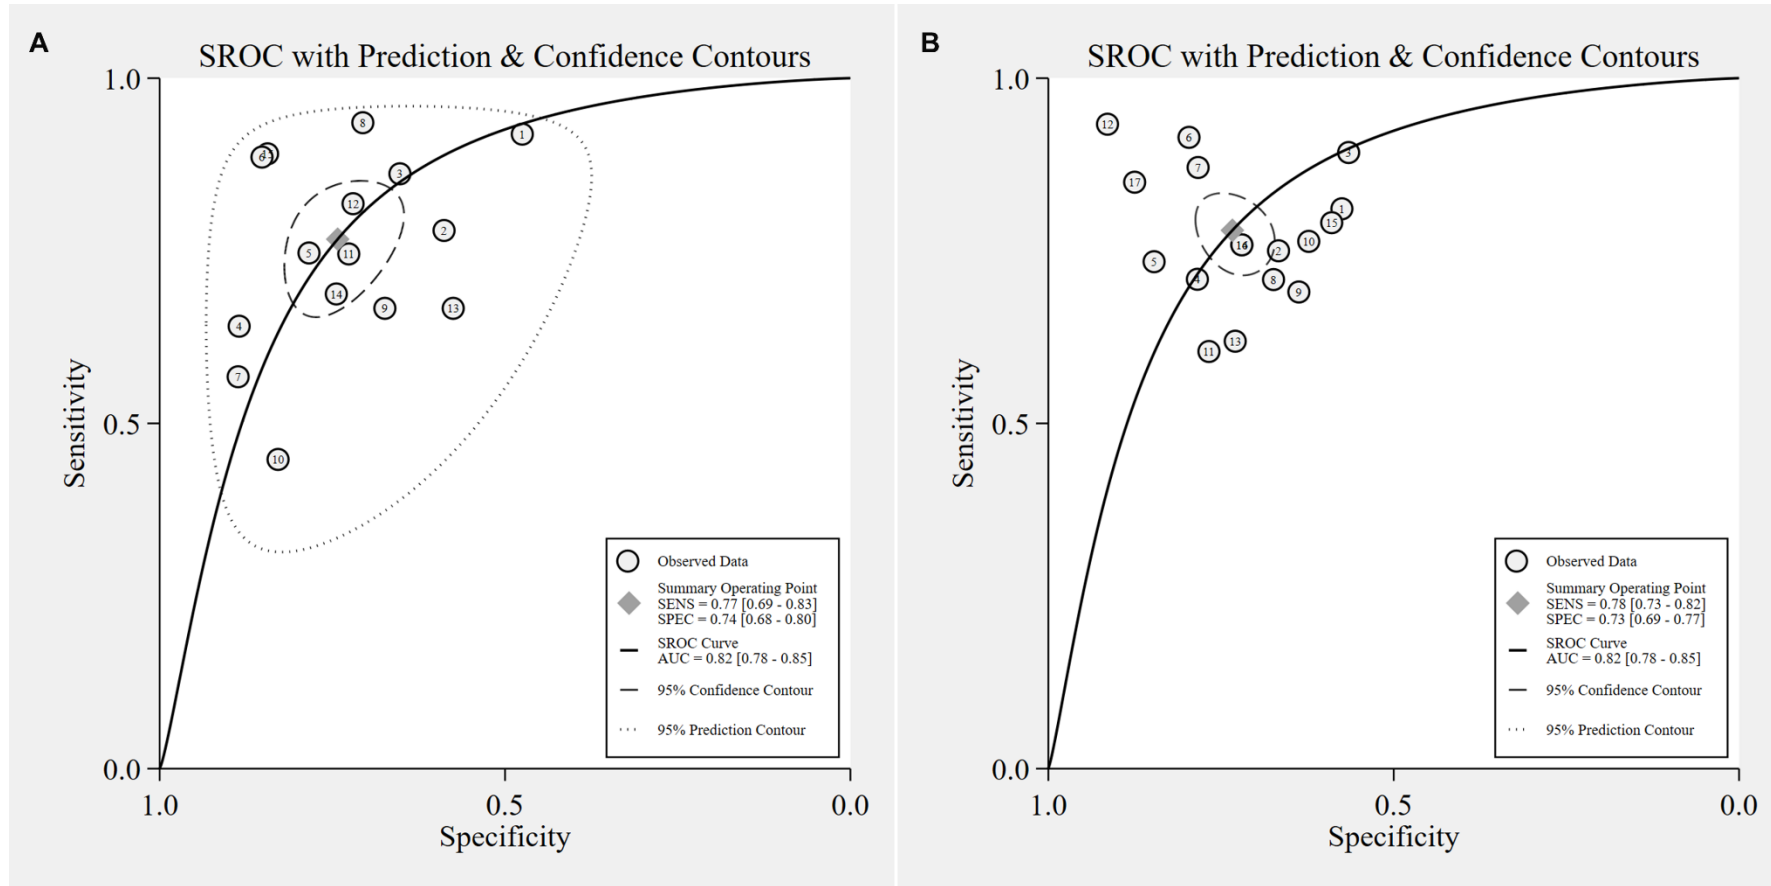 A
SROC with Prediction & Confidence Contours
1.0
0.5
0.0
Sensitivity
8
1
6
15
3
12
2
5
11
14
9
13
4
7
10
Observed Data
Summary Operating Point
SENS = 0.77 [0.69 - 0.83]
SPEC = 0.74 [0.68 - 0.80]
SROC Curve
AUC = 0.82 [0.78 - 0.85]
95% Confidence Contour
95% Prediction Contour
1.0 0.5 0.0
Specificity
B
SROC with Prediction & Confidence Contours
1.0
0.5
0.0
Sensitivity
12
6
3
7
17
1
15
10
2
5
4
8
9
13
11
Observed Data
Summary Operating Point
SENS = 0.78 [0.73 - 0.82]
SPEC = 0.73 [0.69 - 0.77]
SROC Curve
AUC = 0.82 [0.78 - 0.85]
95% Confidence Contour
95% Prediction Contour
1.0 0.5 0.0
Specificity